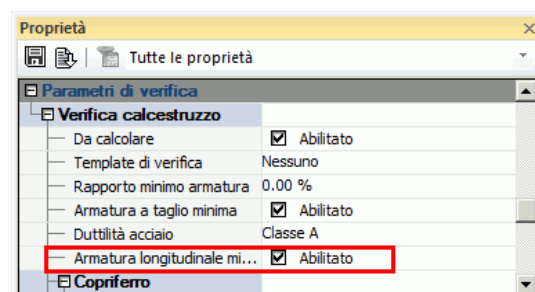 Proprietà
Tutte le proprietà
Parametri di verifica
Verifica calcestruzzo
Da calcolare Abilitato
Template di verifica Nessuno
Rapporto minimo armatura 0.00 %
Armatura a taglio minima Abilitato
Duttilità acciaio Classe A
Armatura longitudinale mi... Abilitato
Copriferro